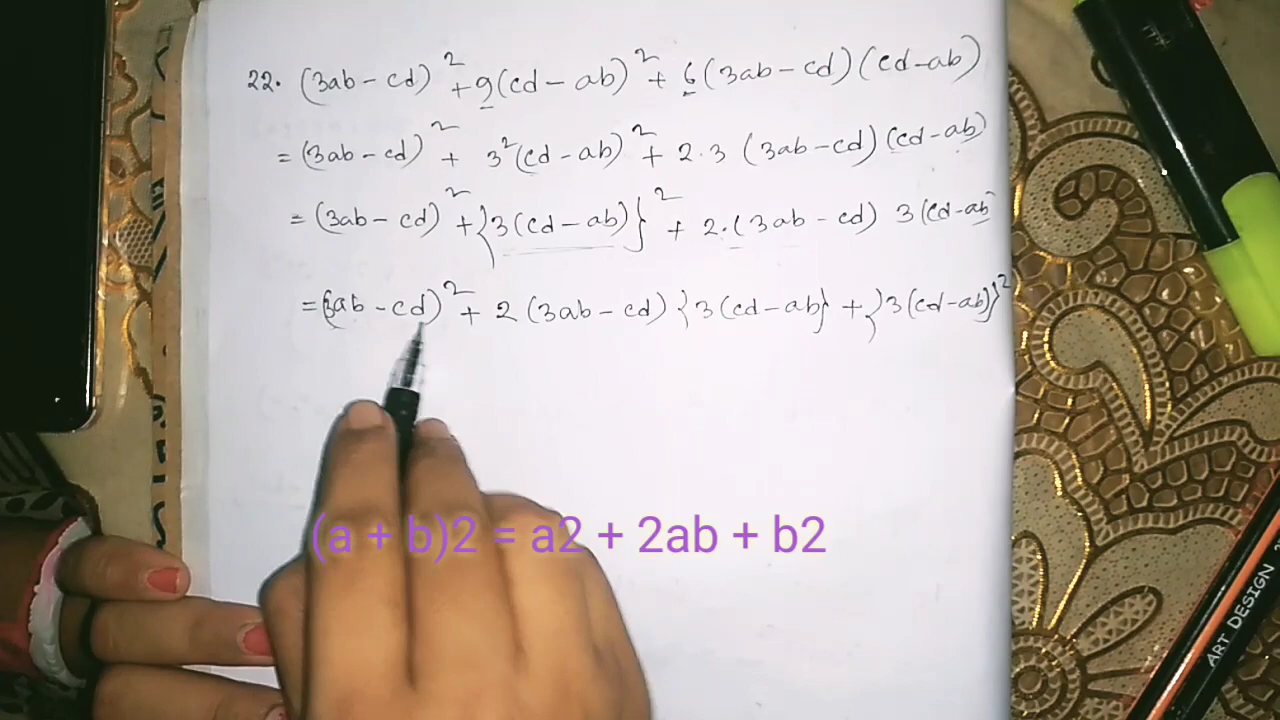 22. (3ab - cd)² + 9(cd - ab)² + 6(3ab - cd)(cd - ab)
= (3ab - cd)² + 3²(cd - ab)² + 2.3 (3ab - cd)(cd - ab)
= (3ab - cd)² + {3(cd - ab)}² + 2.(3ab - cd) 3(cd - ab
= (3ab - cd)² + 2 (3ab - cd) {3(cd - ab} + {3(cd - ab)}²
(a + b)2 = a2 + 2ab + b2
ART DESIGN